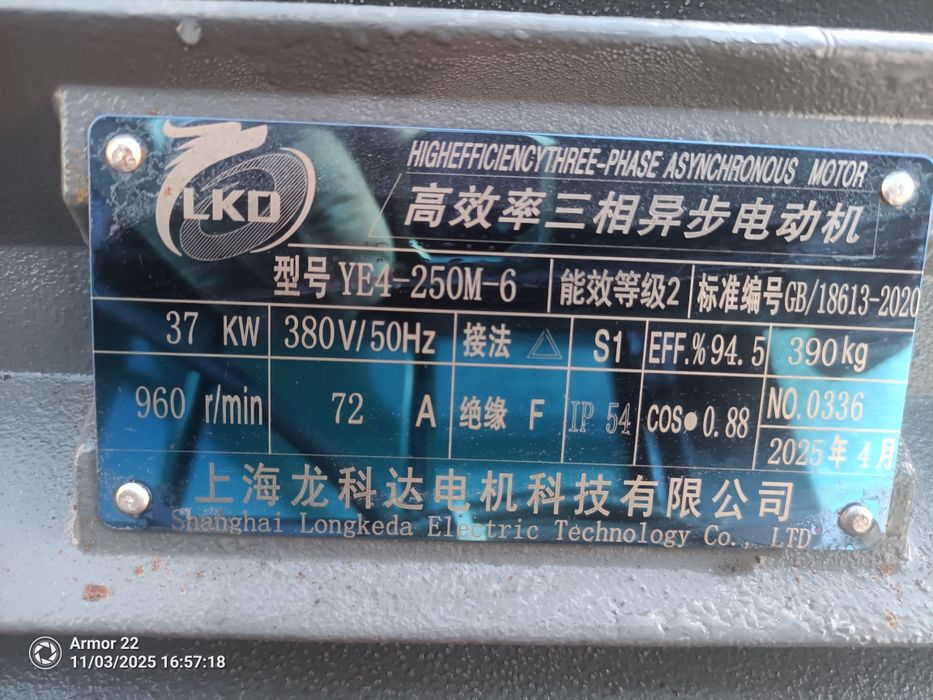 LKD
HIGHEFFICIENCYTHREE-PHASE ASYNCHRONOUS MOTOR
高效率三相异步电动机
型号 YE4-250M-6 能效等级2 标准编号GB/18613-2020
37 KW 380V/50Hz 接法 △ S1 EFF.%94.5 390kg
960 r/min 72 A 绝缘 F IP 54 COS● 0.88 NO.0336
2025年4月
上海龙科达电机科技有限公司
Shanghai Longkeda Electric Technology Co., LTD
Armor 22
11/03/2025 16:57:18